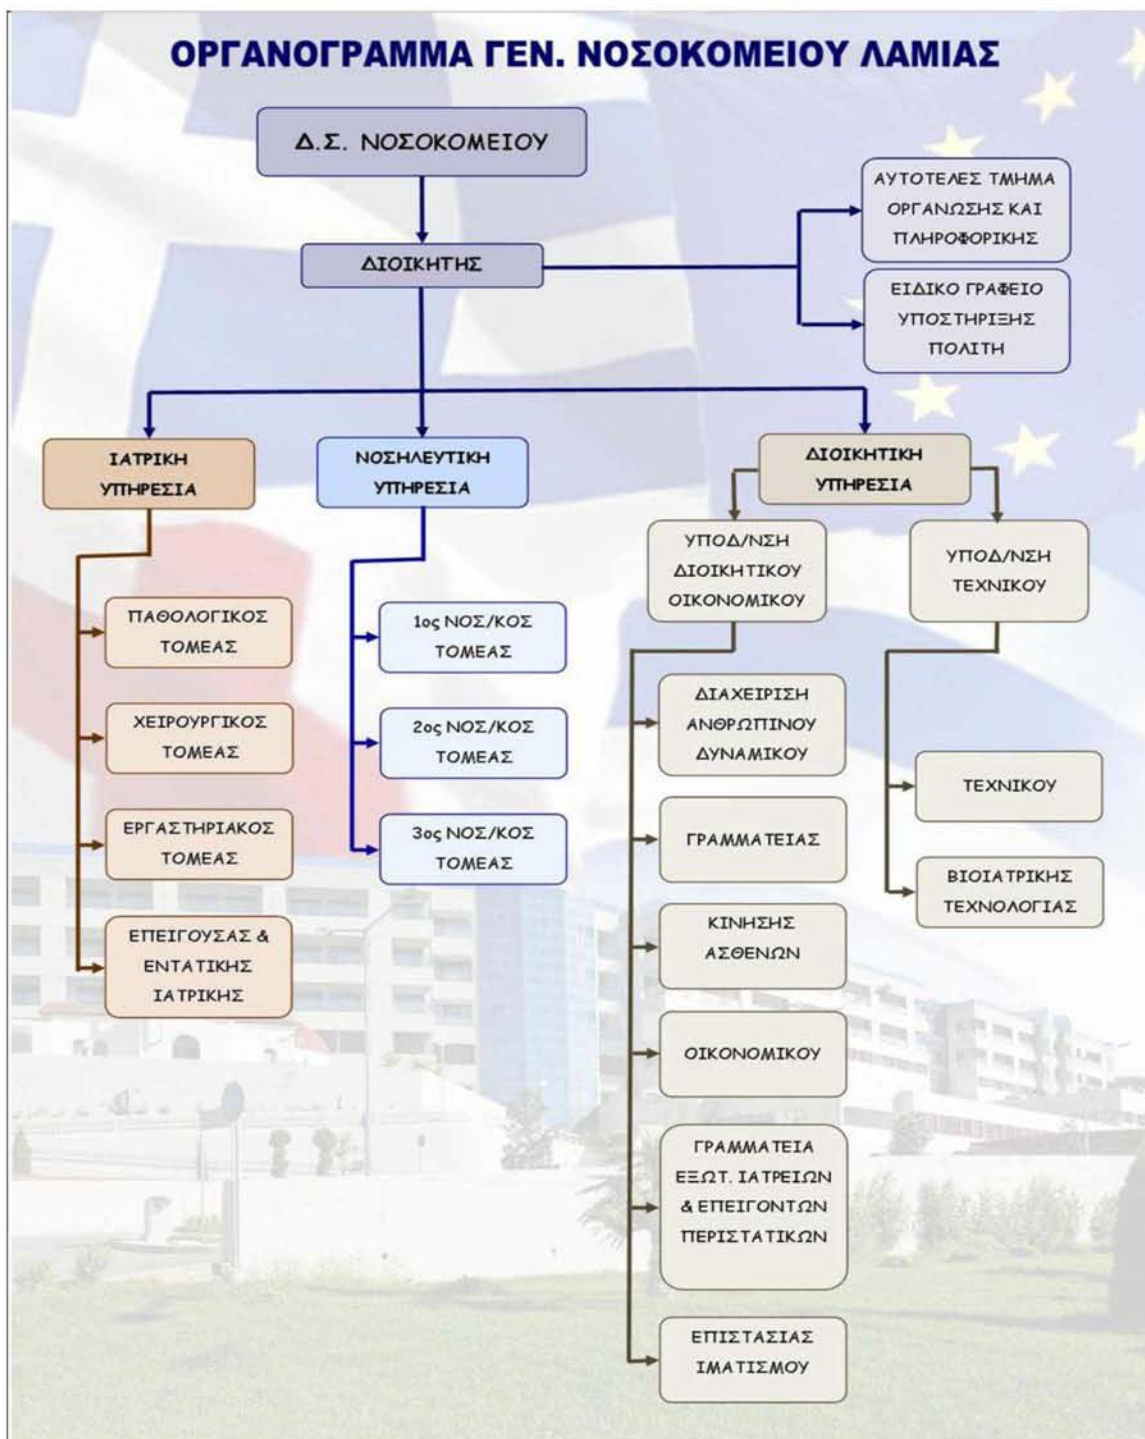 ΟΡΓΑΝΟΓΡΑΜΜΑ ΓΕΝ. ΝΟΣΟΚΟΜΕΙΟΥ ΛΑΜΙΑΣ
Δ.Σ. ΝΟΣΟΚΟΜΕΙΟΥ
ΔΙΟΙΚΗΤΗΣ
ΑΥΤΟΤΕΛΕΣ ΤΜΗΜΑ
ΟΡΓΑΝΩΣΗΣ ΚΑΙ
ΠΛΗΡΟΦΟΡΙΚΗΣ
ΕΙΔΙΚΟ ΓΡΑΦΕΙΟ
ΥΠΟΣΤΗΡΙΞΗΣ
ΠΟΛΙΤΗ
ΙΑΤΡΙΚΗ
ΥΠΗΡΕΣΙΑ
ΠΑΘΟΛΟΓΙΚΟΣ
ΤΟΜΕΑΣ
ΧΕΙΡΟΥΡΓΙΚΟΣ
ΤΟΜΕΑΣ
ΕΡΓΑΣΤΗΡΙΑΚΟΣ
ΤΟΜΕΑΣ
ΕΠΕΙΓΟΥΣΑΣ &
ΕΝΤΑΤΙΚΗΣ
ΙΑΤΡΙΚΗΣ
ΝΟΣΗΛΕΥΤΙΚΗ
ΥΠΗΡΕΣΙΑ
1ος ΝΟΣ/ΚΟΣ
ΤΟΜΕΑΣ
2ος ΝΟΣ/ΚΟΣ
ΤΟΜΕΑΣ
3ος ΝΟΣ/ΚΟΣ
ΤΟΜΕΑΣ
ΔΙΟΙΚΗΤΙΚΗ
ΥΠΗΡΕΣΙΑ
ΥΠΟΔ/ΝΣΗ
ΔΙΟΙΚΗΤΙΚΟΥ
ΟΙΚΟΝΟΜΙΚΟΥ
ΔΙΑΧΕΙΡΙΣΗ
ΑΝΘΡΩΠΙΝΟΥ
ΔΥΝΑΜΙΚΟΥ
ΓΡΑΜΜΑΤΕΙΑΣ
ΚΙΝΗΣΗΣ
ΑΣΘΕΝΩΝ
ΟΙΚΟΝΟΜΙΚΟΥ
ΓΡΑΜΜΑΤΕΙΑ
ΕΞΩΤ. ΙΑΤΡΕΙΩΝ
& ΕΠΕΙΓΟΝΤΩΝ
ΠΕΡΙΣΤΑΤΙΚΩΝ
ΕΠΙΣΤΑΣΙΑΣ
ΙΜΑΤΙΣΜΟΥ
ΥΠΟΔ/ΝΣΗ
ΤΕΧΝΙΚΟΥ
ΤΕΧΝΙΚΟΥ
ΒΙΟΙΑΤΡΙΚΗΣ
ΤΕΧΝΟΛΟΓΙΑΣ